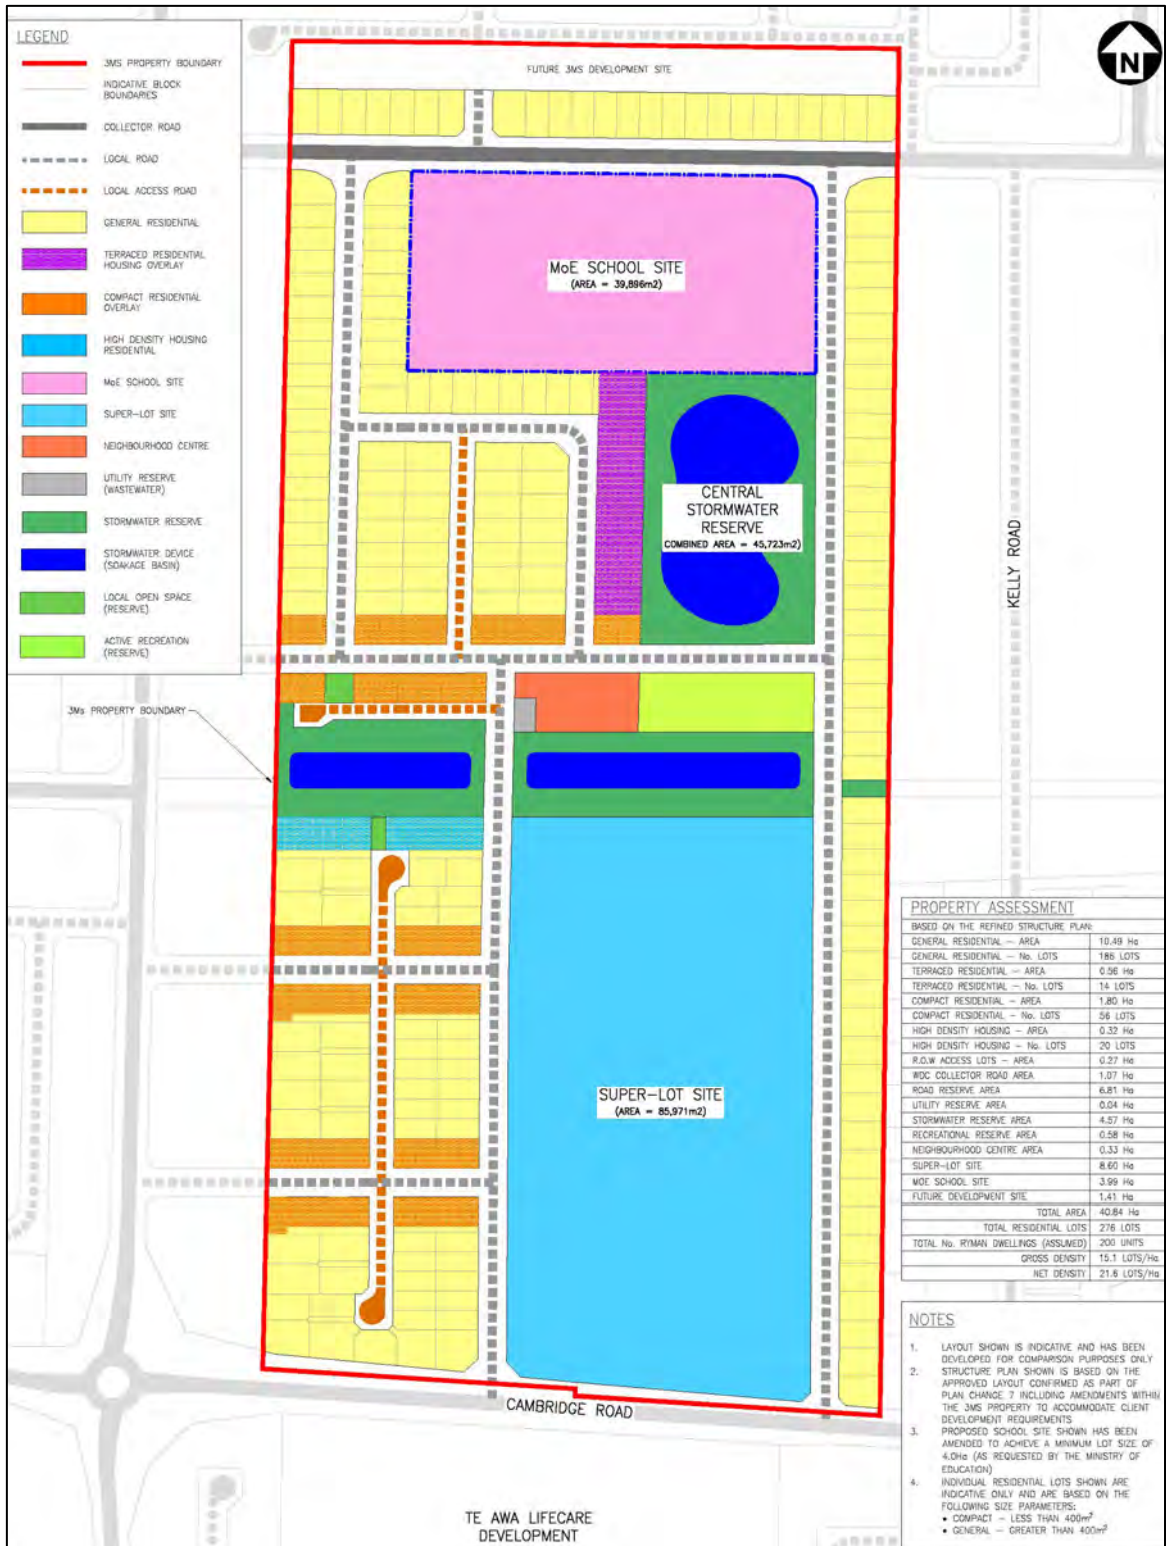 LEGEND
3MS PROPERTY BOUNDARY
INDICATIVE BLOCK
BOUNDARIES
COLLECTOR ROAD
LOCAL ROAD
LOCAL ACCESS ROAD
GENERAL RESIDENTIAL
TERRACED RESIDENTIAL
HOUSING OVERLAY
COMPACT RESIDENTIAL
OVERLAY
HIGH DENSITY HOUSING
RESIDENTIAL
MoE SCHOOL SITE
SUPER-LOT SITE
NEIGHBOURHOOD CENTRE
UTILITY RESERVE
(WASTEWATER)
STORMWATER RESERVE
STORMWATER DEVICE
(SOAKAGE BASIN)
LOCAL OPEN SPACE
(RESERVE)
ACTIVE RECREATION
(RESERVE)
3Ms PROPERTY BOUNDARY
FUTURE 3MS DEVELOPMENT SITE
N
MoE SCHOOL SITE
(AREA = 39,896m2)
CENTRAL
STORMWATER
RESERVE
COMBINED AREA = 45,723m2)
KELLY ROAD
SUPER-LOT SITE
(AREA = 85,971m2)
CAMBRIDGE ROAD
TE AWA LIFECARE
DEVELOPMENT
PROPERTY ASSESSMENT
BASED ON THE REFINED STRUCTURE PLAN:
GENERAL RESIDENTIAL - AREA 10.49 Ha
GENERAL RESIDENTIAL - No. LOTS 186 LOTS
TERRACED RESIDENTIAL - AREA 0.56 Ha
TERRACED RESIDENTIAL - No. LOTS 14 LOTS
COMPACT RESIDENTIAL - AREA 1.80 Ha
COMPACT RESIDENTIAL - No. LOTS 56 LOTS
HIGH DENSITY HOUSING - AREA 0.32 Ha
HIGH DENSITY HOUSING - No. LOTS 20 LOTS
R.O.W ACCESS LOTS - AREA 0.27 Ha
WDC COLLECTOR ROAD AREA 1.07 Ha
ROAD RESERVE AREA 6.81 Ha
UTILITY RESERVE AREA 0.04 Ha
STORMWATER RESERVE AREA 4.57 Ha
RECREATIONAL RESERVE AREA 0.58 Ha
NEIGHBOURHOOD CENTRE AREA 0.33 Ha
SUPER-LOT SITE 8.60 Ha
MOE SCHOOL SITE 3.99 Ha
FUTURE DEVELOPMENT SITE 1.41 Ha
TOTAL AREA 40.84 Ha
TOTAL RESIDENTIAL LOTS 276 LOTS
TOTAL No. RYMAN DWELLINGS (ASSUMED) 200 UNITS
GROSS DENSITY 15.1 LOTS/Ha
NET DENSITY 21.6 LOTS/Ha
NOTES
1. LAYOUT SHOWN IS INDICATIVE AND HAS BEEN
DEVELOPED FOR COMPARISON PURPOSES ONLY
2. STRUCTURE PLAN SHOWN IS BASED ON THE
APPROVED LAYOUT CONFIRMED AS PART OF
PLAN CHANGE 7 INCLUDING AMENDMENTS WITHIN
THE 3MS PROPERTY TO ACCOMMODATE CLIENT
DEVELOPMENT REQUIREMENTS
3. PROPOSED SCHOOL SITE SHOWN HAS BEEN
AMENDED TO ACHIEVE A MINIMUM LOT SIZE OF
4.0Ha (AS REQUESTED BY THE MINISTRY OF
EDUCATION)
4. INDIVIDUAL RESIDENTIAL LOTS SHOWN ARE
INDICATIVE ONLY AND ARE BASED ON THE
FOLLOWING SIZE PARAMETERS:
• COMPACT - LESS THAN 400m²
• GENERAL - GREATER THAN 400m²